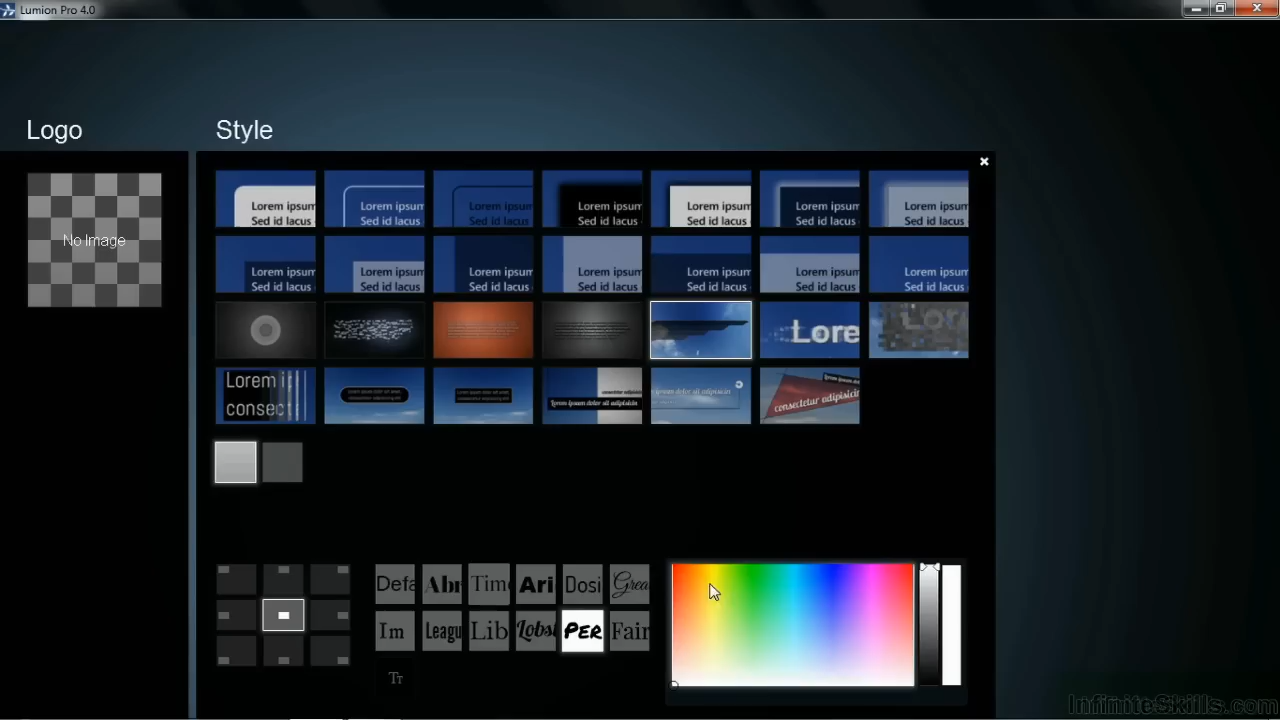 Lumion Pro 4.0
Logo
Style
No Image
Lorem ipsum
Sed id lacus
Lorem ipsum
Sed id lacus
Lorem ipsum
Sed id lacus
Lorem ipsum
Sed id lacus
Lorem ipsum
Sed id lacus
Lorem ipsum
Sed id lacus
Lorem ipsum
Sed id lacus
Lorem ipsum
Sed id lacus
Lorem ipsum
Sed id lacus
Lorem ipsum
Sed id lacus
Lorem ipsum
Sed id lacus
Lorem ipsum
Sed id lacus
Lorem ipsum
Sed id lacus
Lorem ipsum
Sed id lacus
Lore
Lorem i
consect
Lorem ipsum dolor sit adipisicin
consectetur adipisicin
Defa
Abr
Time
Ari
Dosi
Grea
Im
Leagu
Lib
Lobst
PER
Fair
Tt
InfiniteSkills.com